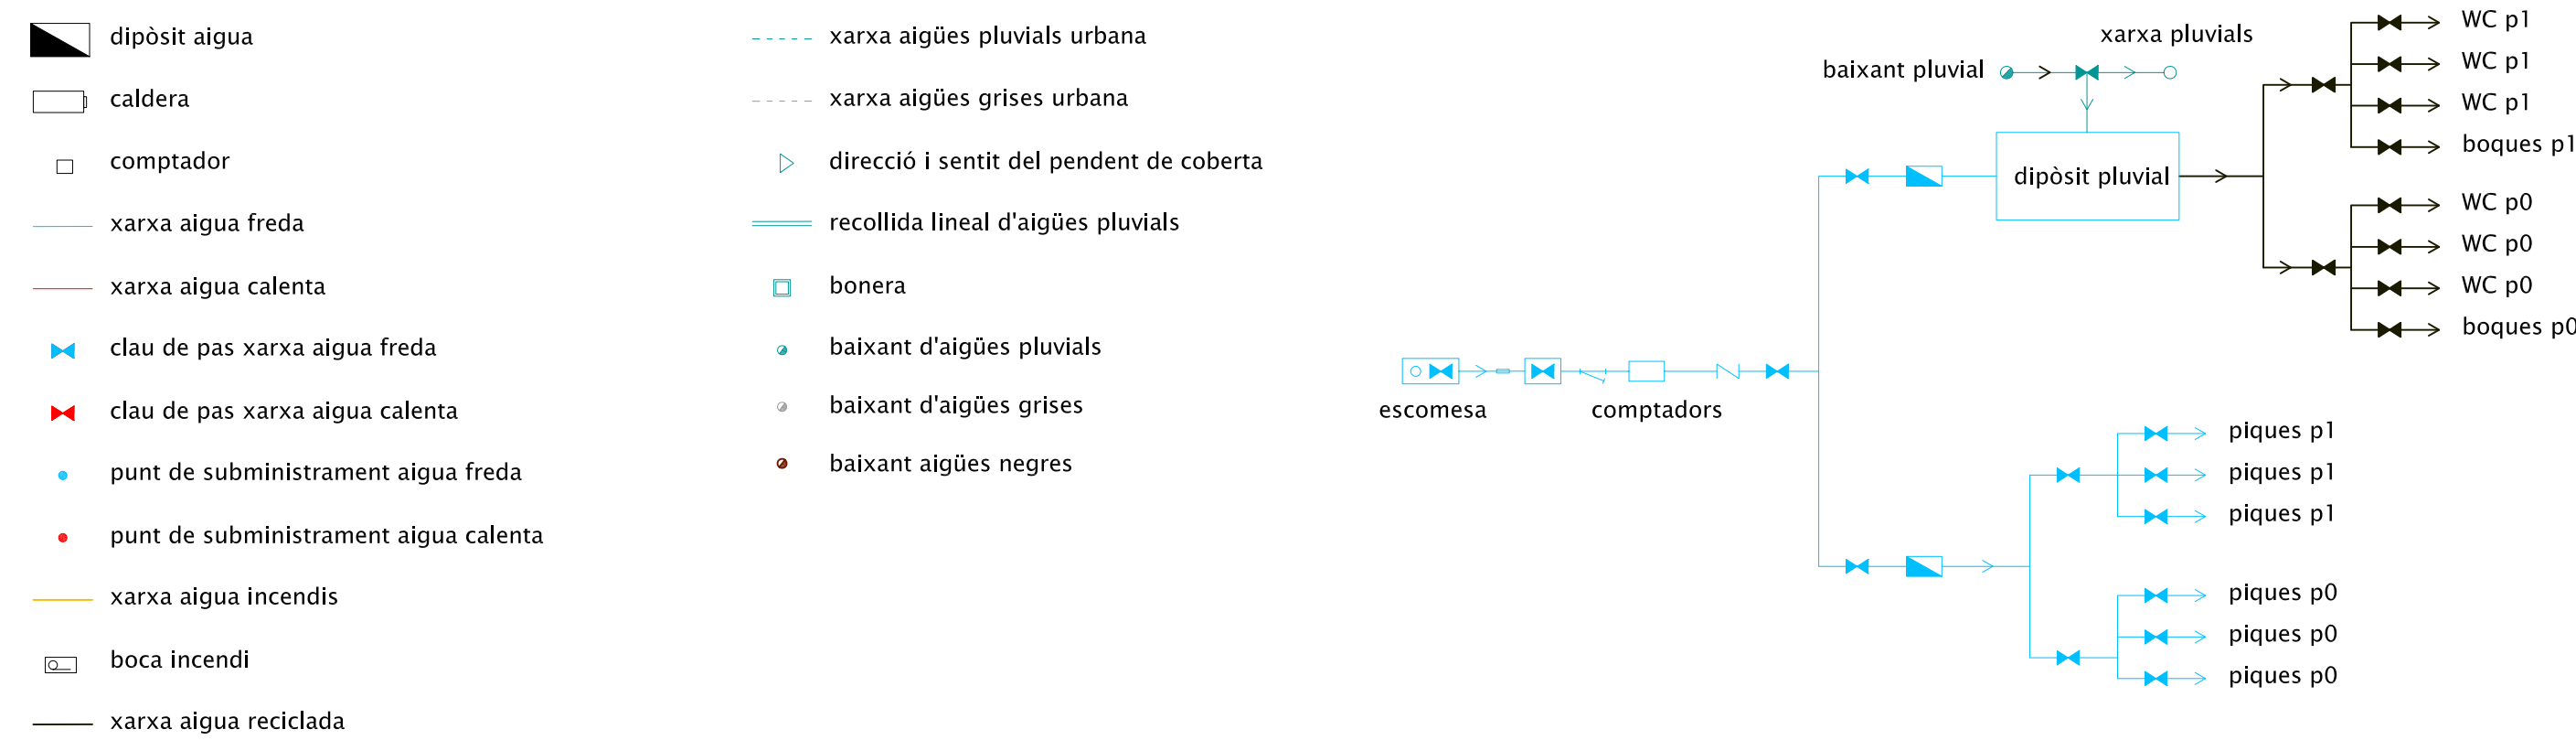 dipòsit aigua
caldera
comptador
xarxa aigua freda
xarxa aigua calenta
clau de pas xarxa aigua freda
clau de pas xarxa aigua calenta
punt de subministrament aigua freda
punt de subministrament aigua calenta
xarxa aigua incendis
boca incendi
xarxa aigua reciclada
xarxa aigües pluvials urbana
xarxa aigües grises urbana
direcció i sentit del pendent de coberta
recollida lineal d'aigües pluvials
bonera
baixant d'aigües pluvials
baixant d'aigües grises
baixant aigües negres
xarxa pluvials
baixant pluvial
dipòsit pluvial
WC p1
WC p1
WC p1
boques p1
WC p0
WC p0
WC p0
boques p0
escomesa
comptadors
piques p1
piques p1
piques p1
piques p0
piques p0
piques p0